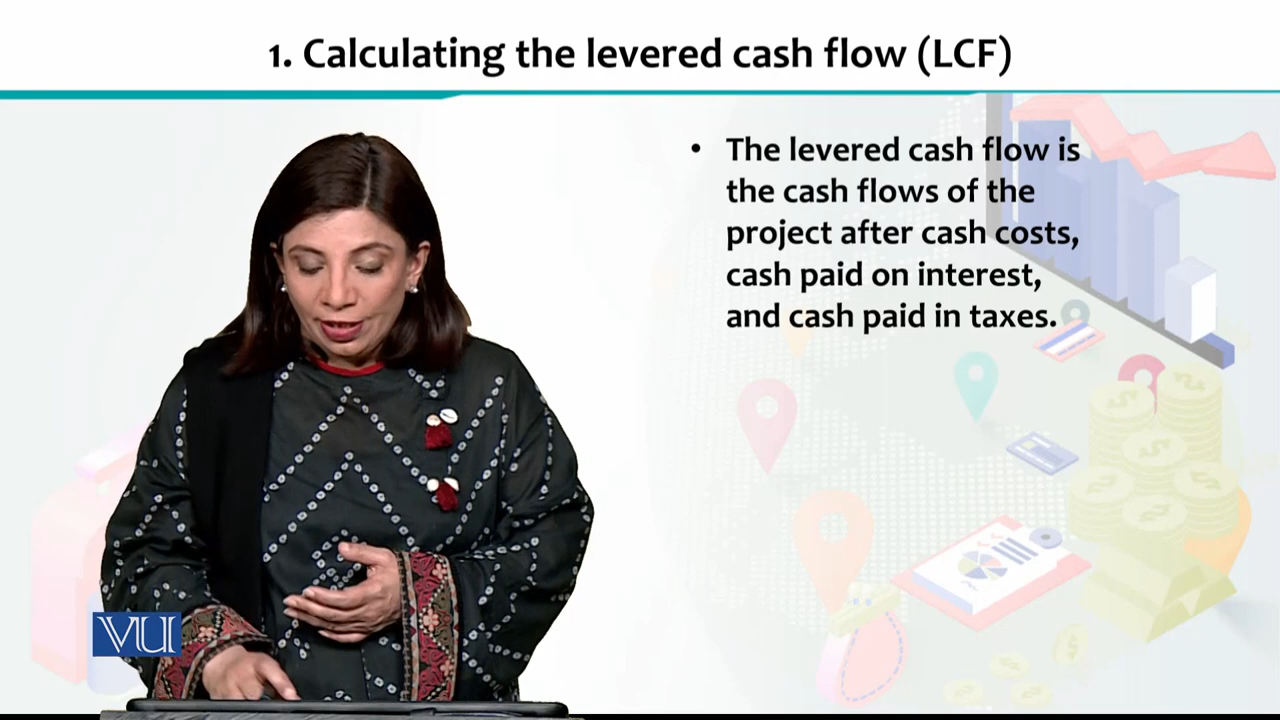 1. Calculating the levered cash flow (LCF)
• The levered cash flow is
the cash flows of the
project after cash costs,
cash paid on interest,
and cash paid in taxes.
VU